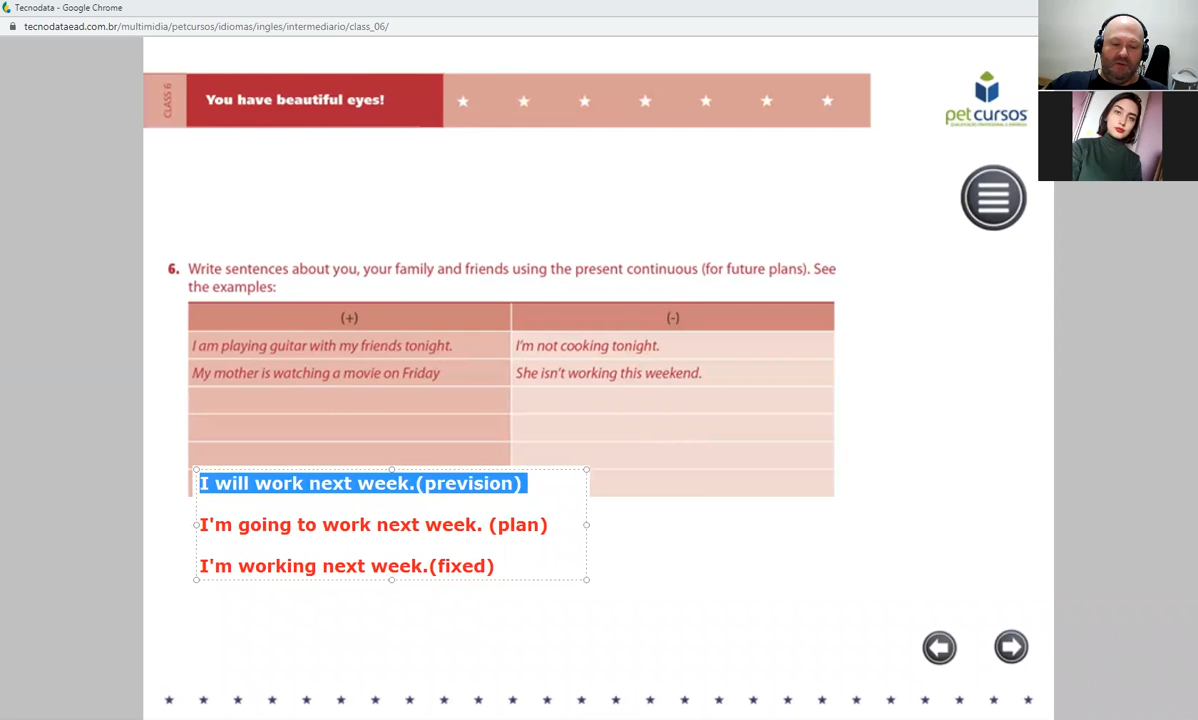 Tecnodata - Google Chrome
tecnodataead.com.br/multimidia/petcursos/idiomas/ingles/intermediario/class_06/
CLASS 6
You have beautiful eyes!
petcursos
6. Write sentences about you, your family and friends using the present continuous (for future plans). See
the examples:
(+) (-)
I am playing guitar with my friends tonight. I'm not cooking tonight.
My mother is watching a movie on Friday She isn't working this weekend.
I will work next week.(prevision)
I'm going to work next week. (plan)
I'm working next week.(fixed)